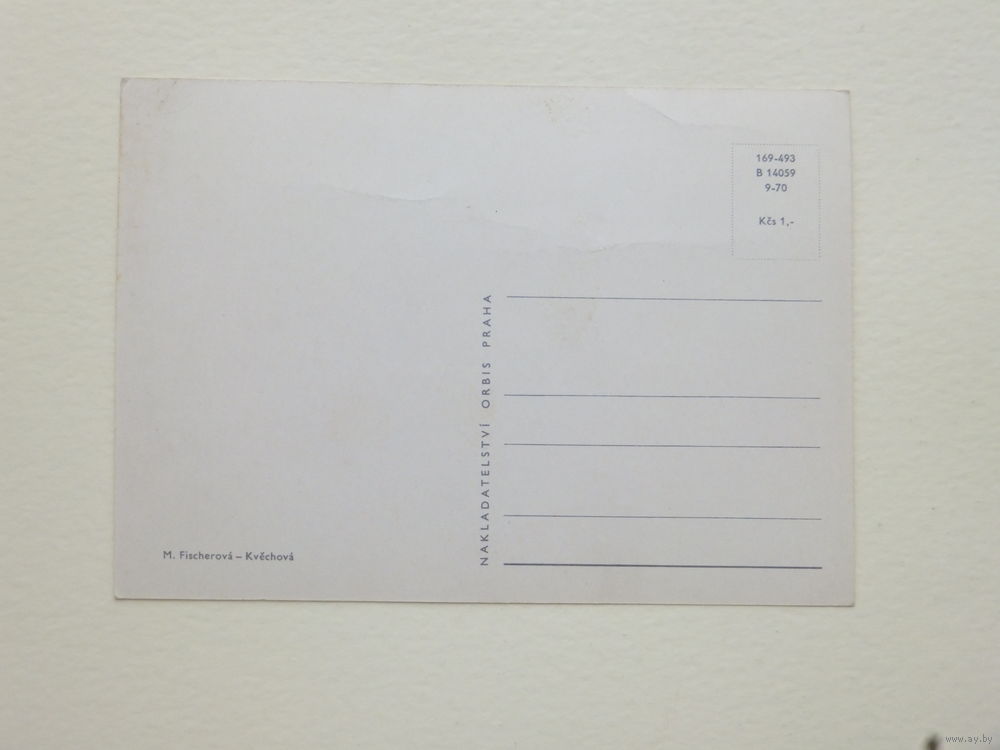 169-493
B 14059
9-70
Kčs 1,-
NAKLADATELSTVÍ ORBIS PRAHA
M. Fischerová – Kvěchová
www.ay.by